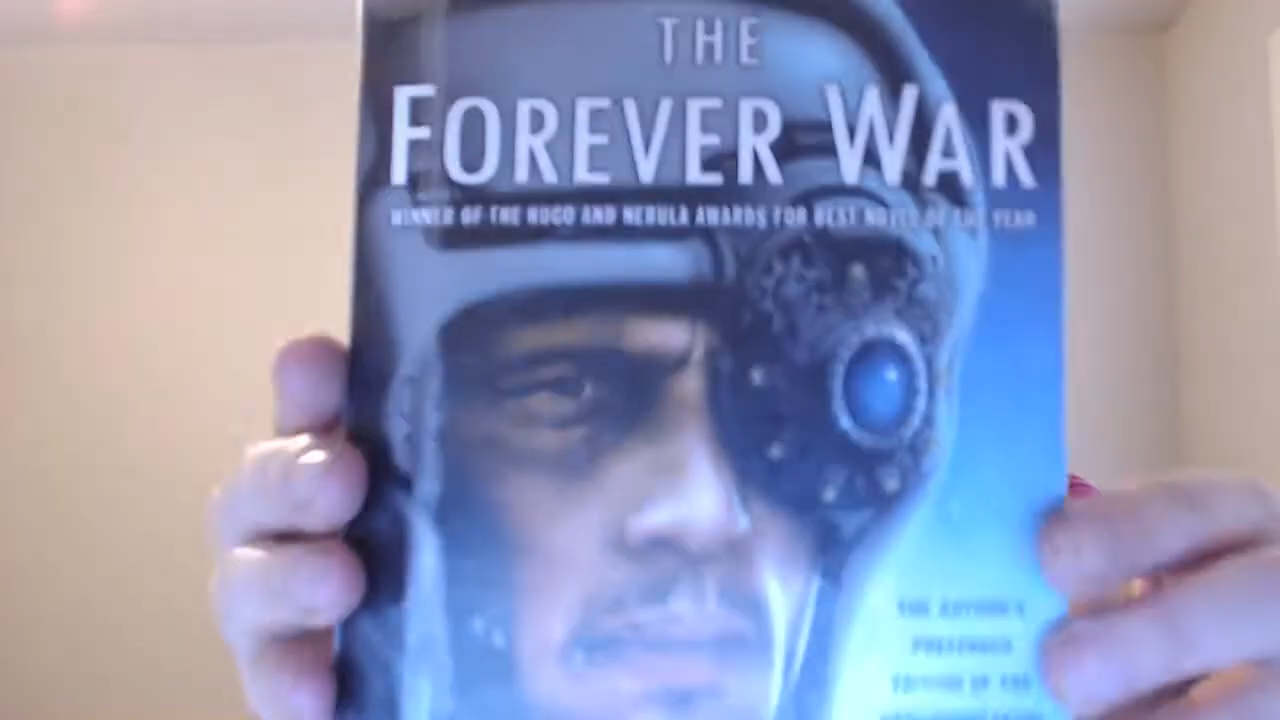 THE
FOREVER WAR
WINNER OF THE HUGO AND NEBULA AWARDS FOR BEST NOVEL OF THE YEAR
THE AUTHOR'S
PREFERRED
EDITION OF THE